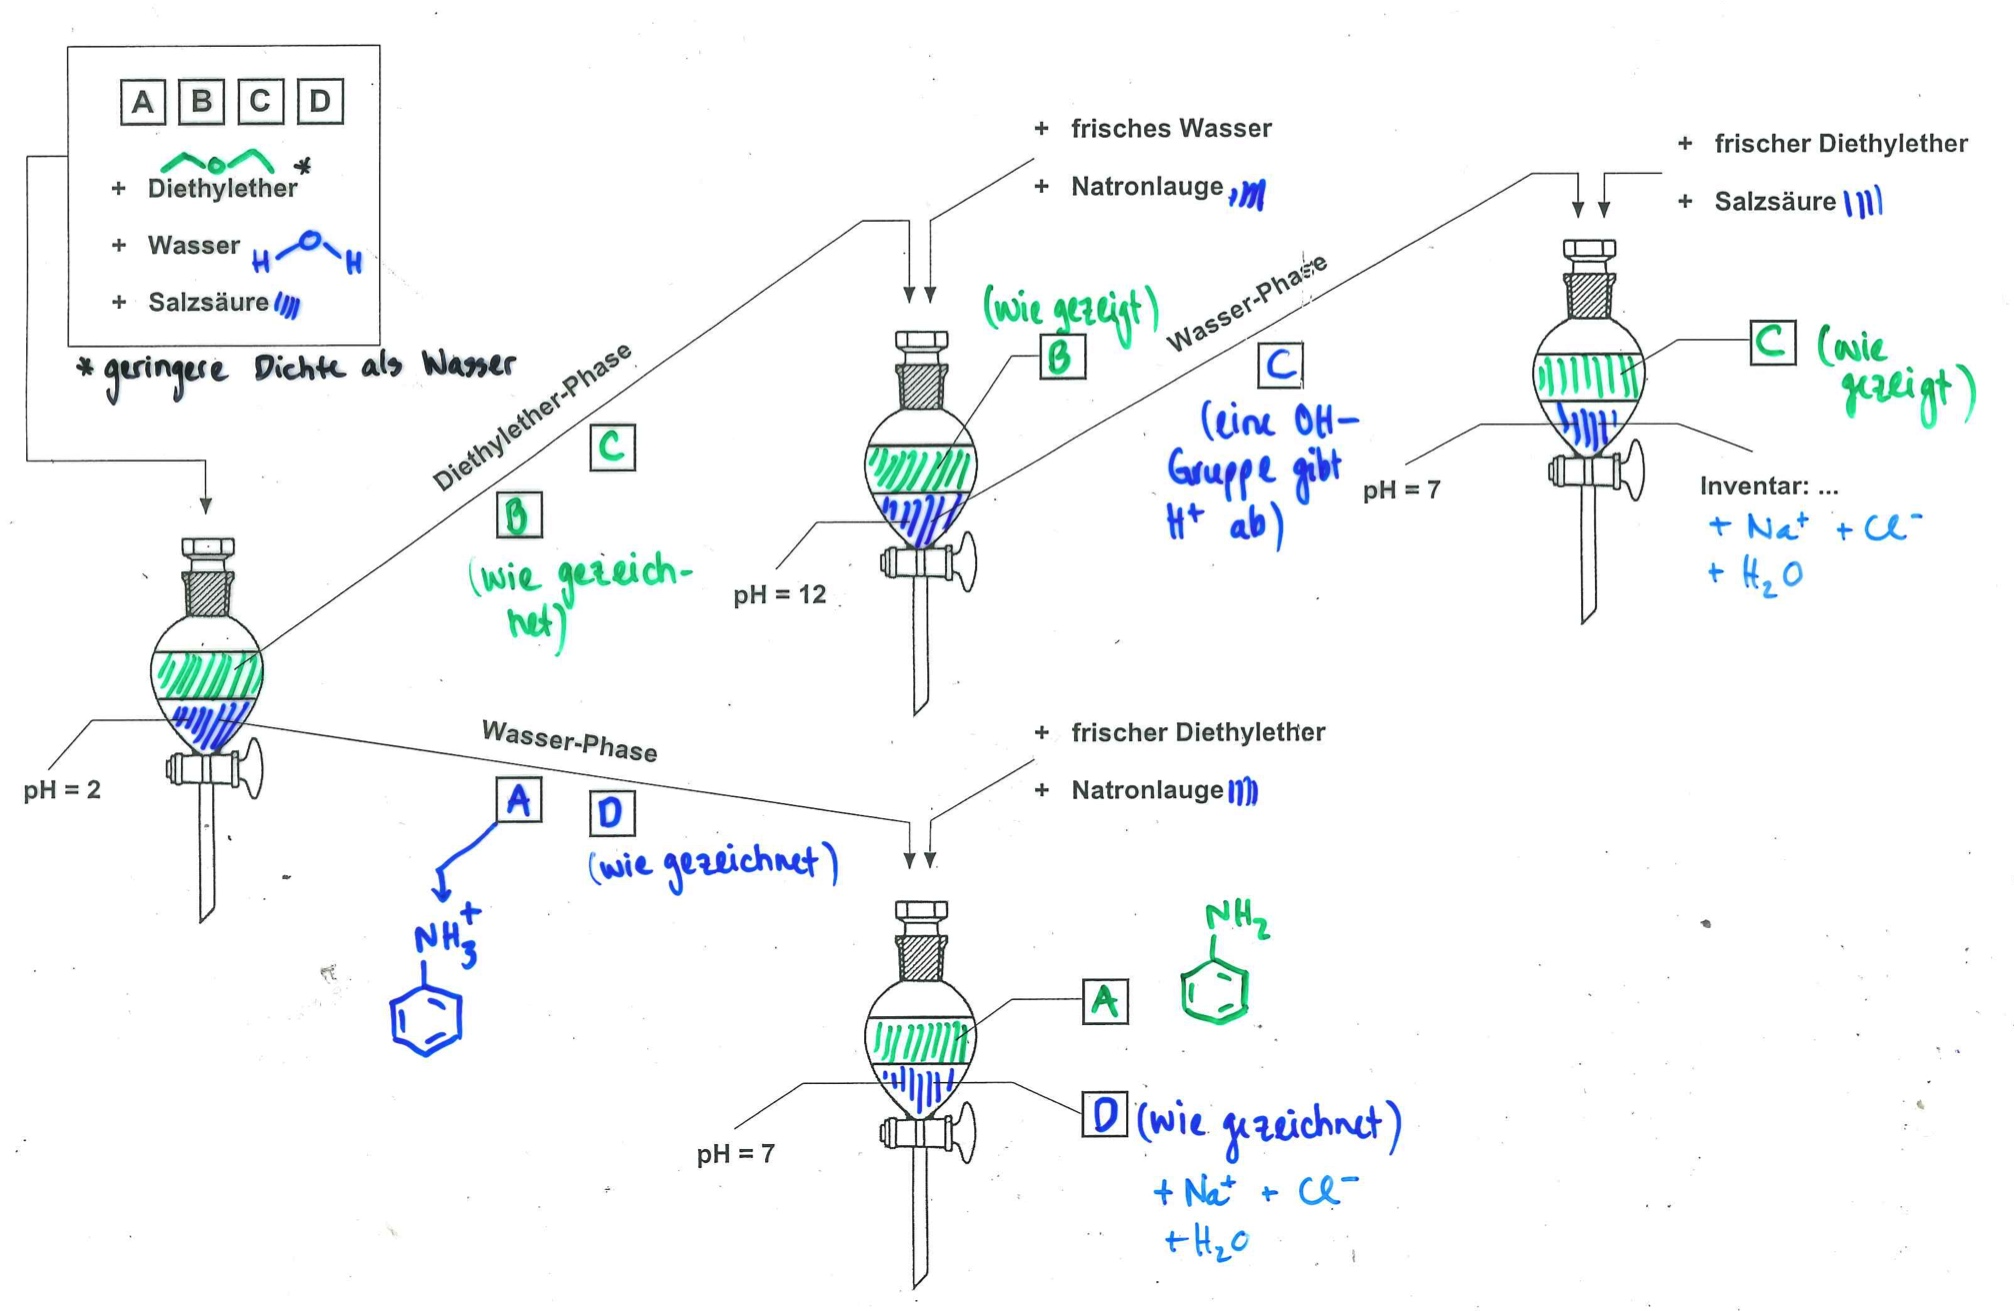 A B C D
+ Diethylether *
+ Wasser H O H
+ Salzsäure
* geringere Dichte als Wasser
pH = 2
Diethylether-Phase
C
B
(wie gezeich-
net)
Wasser-Phase
A
D
(wie gezeichnet)
NH3+
+ frisches Wasser
+ Natronlauge
(wie gezeigt)
B
pH = 12
Wasser-Phase
C
(eine OH-
Gruppe gibt
H+ ab)
+ frischer Diethylether
+ Salzsäure
C (wie
gezeigt)
pH = 7
Inventar: ...
+ Na+ + Cl-
+ H2O
+ frischer Diethylether
+ Natronlauge
A
NH2
D (wie gezeichnet)
pH = 7
+ Na+ + Cl-
+ H2O